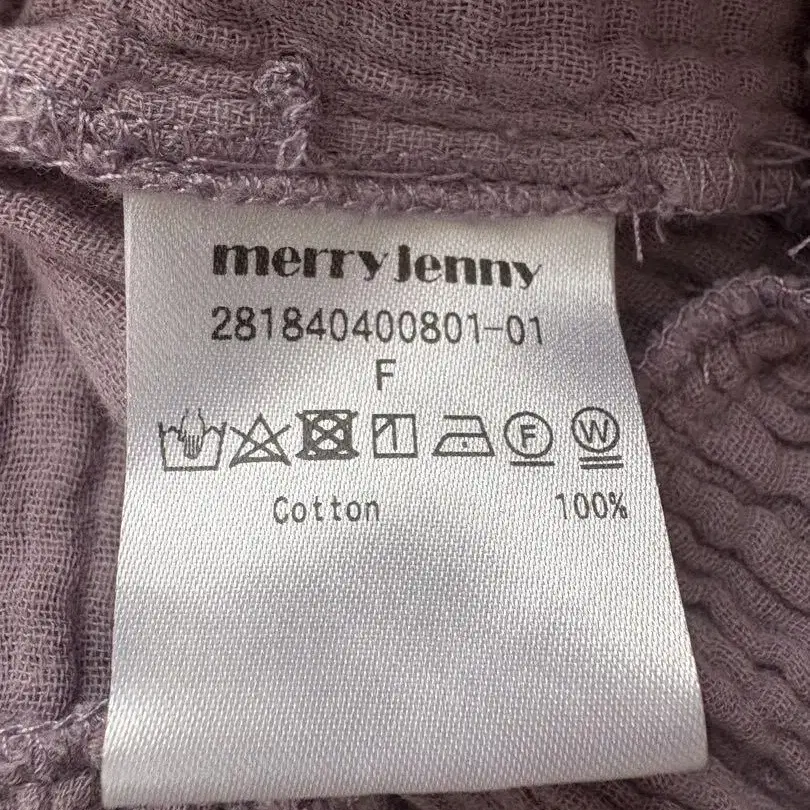 merry jenny
281840400801-01
F
F W
Cotton 100%